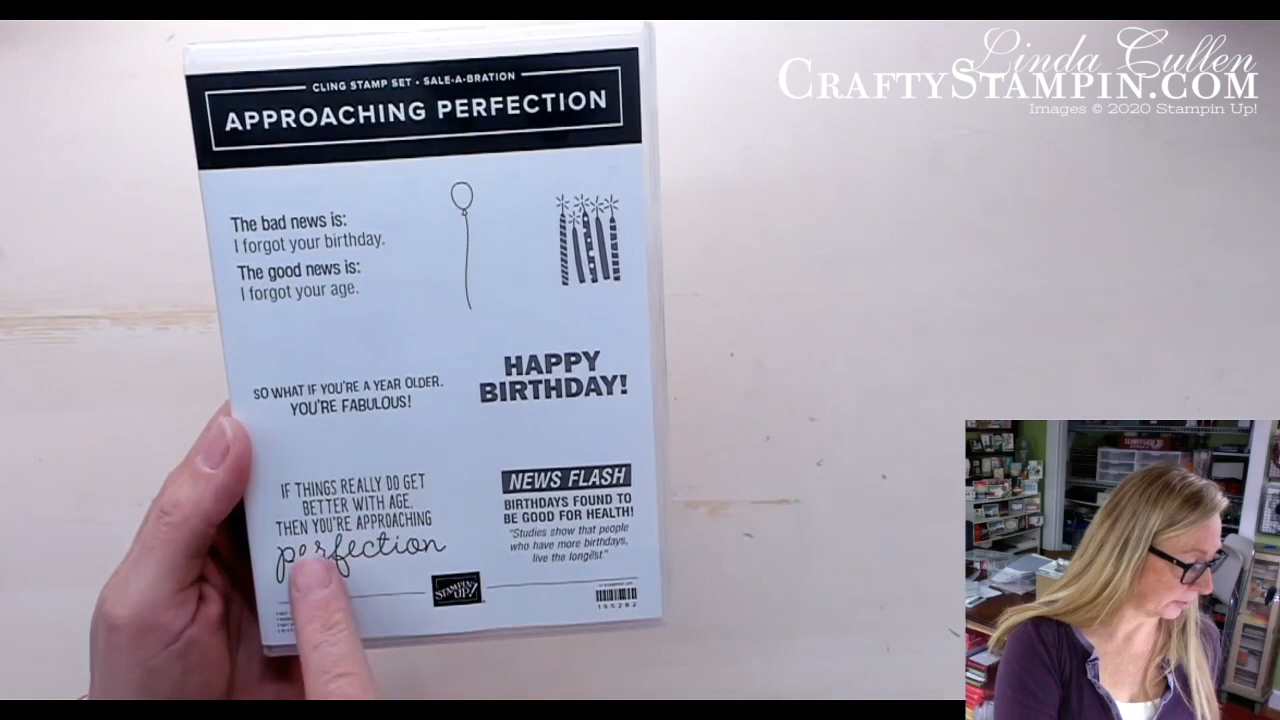 Linda Cullen
CRAFTYSTAMPIN.COM
Images © 2020 Stampin Up!
CLING STAMP SET • SALE-A-BRATION
APPROACHING PERFECTION
The bad news is:
I forgot your birthday.
The good news is:
I forgot your age.
HAPPY
BIRTHDAY!
SO WHAT IF YOU'RE A YEAR OLDER.
YOU'RE FABULOUS!
IF THINGS REALLY DO GET
BETTER WITH AGE,
THEN YOU'RE APPROACHING
perfection
NEWS FLASH
BIRTHDAYS FOUND TO
BE GOOD FOR HEALTH!
"Studies show that people
who have more birthdays,
live the longest"
STAMPIN' UP!